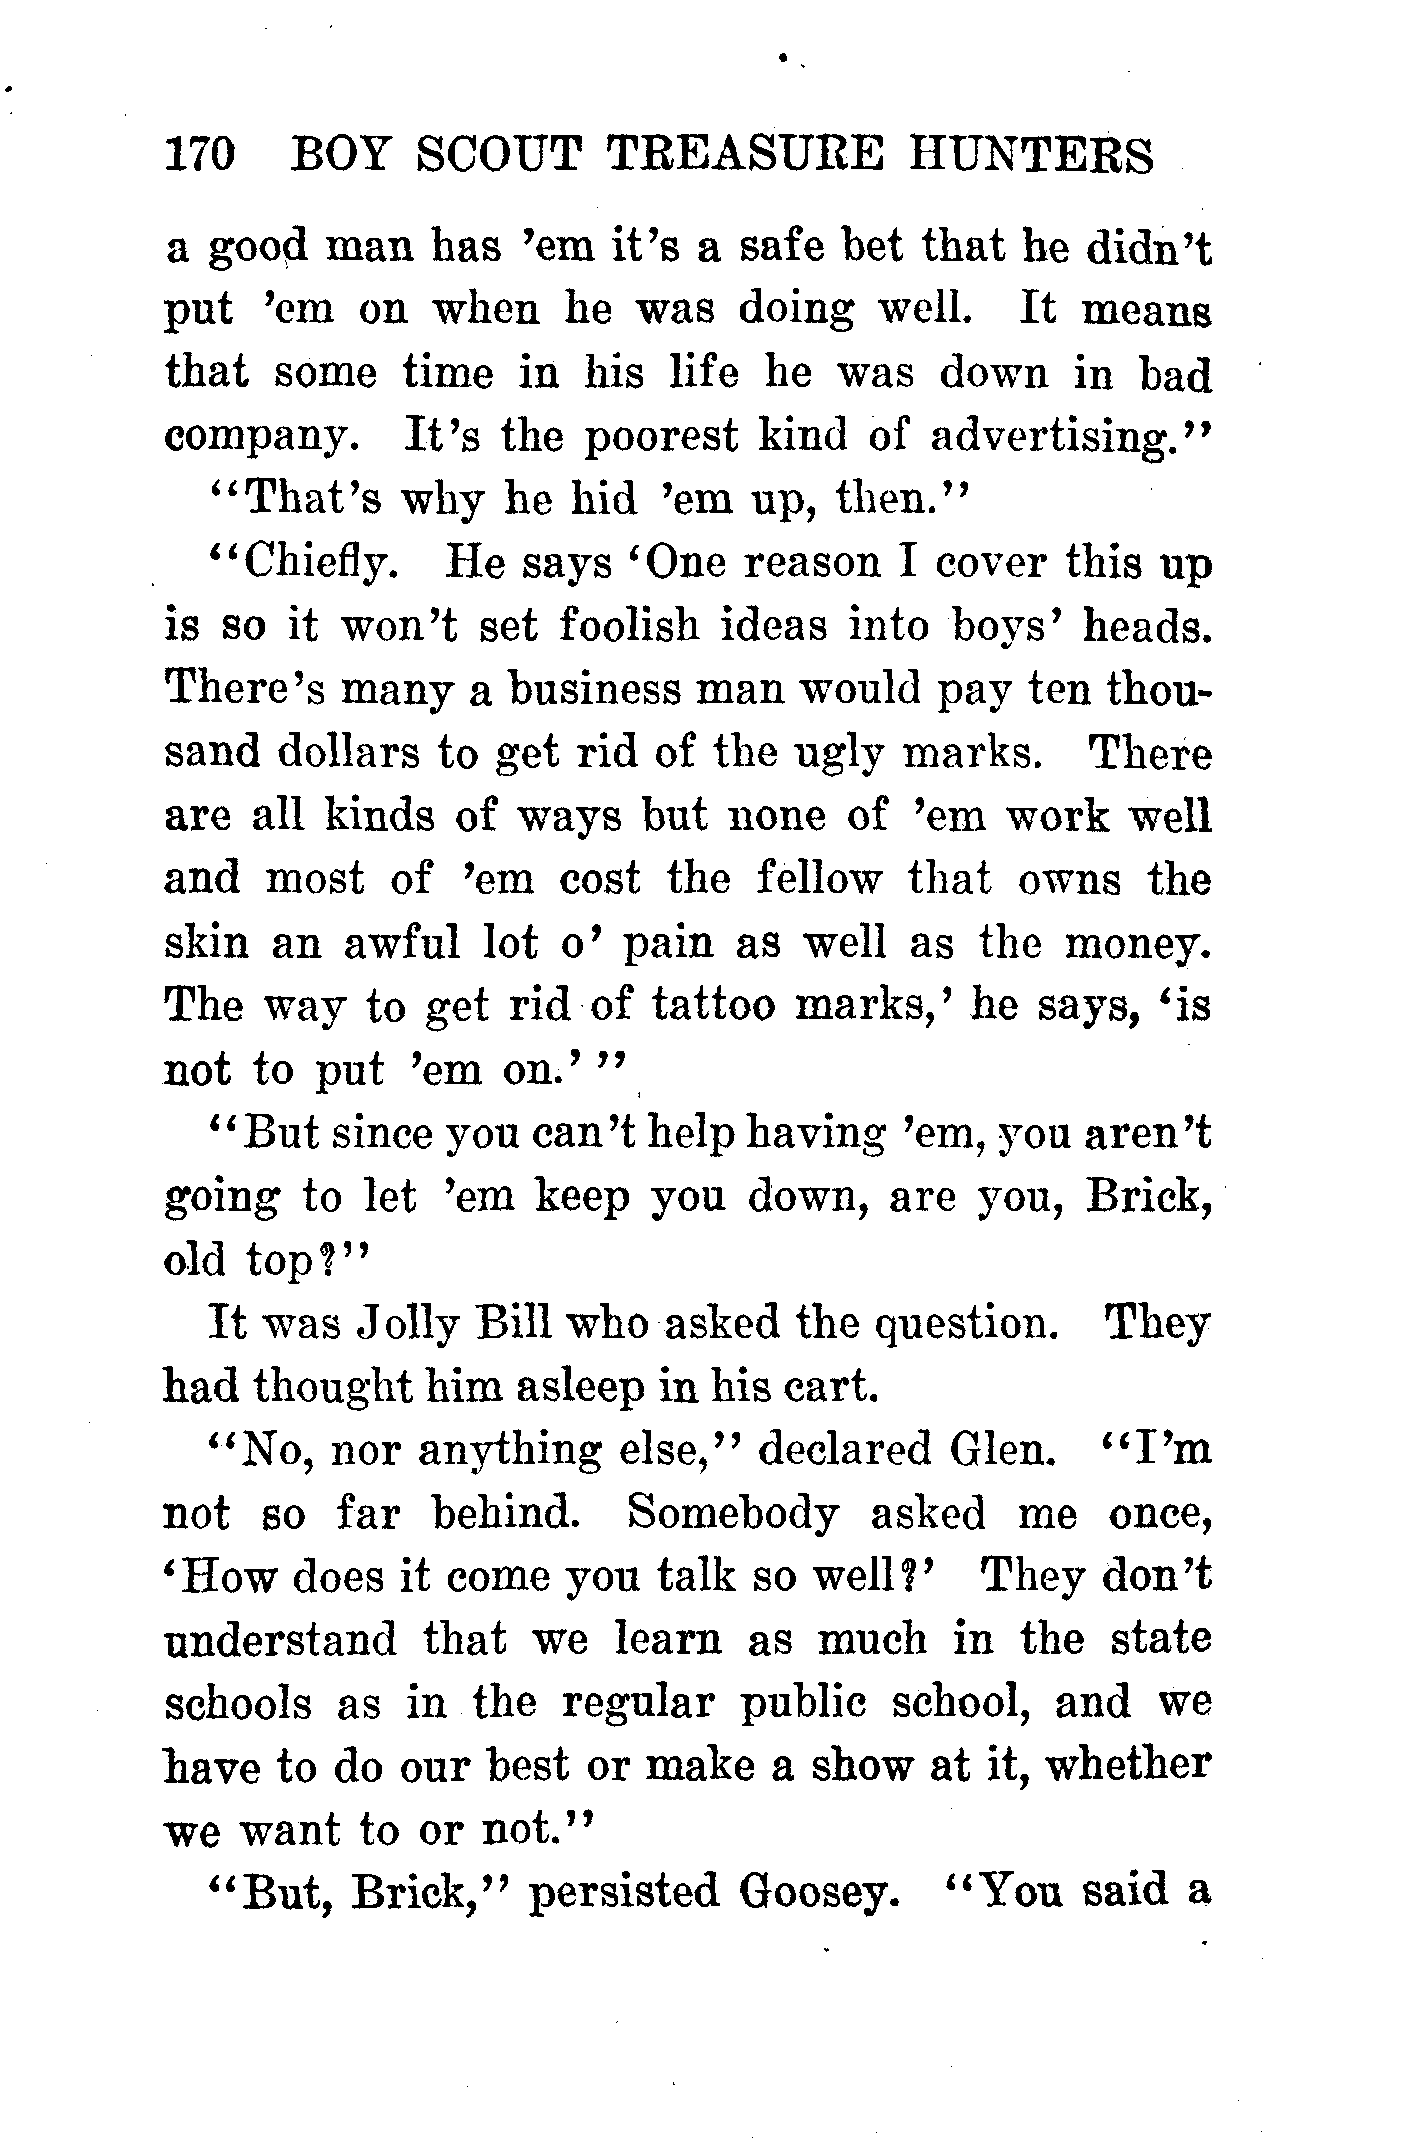 170 BOY SCOUT TREASURE HUNTERS
a good man has 'em it's a safe bet that he didn't
put 'em on when he was doing well. It means
that some time in his life he was down in bad
company. It's the poorest kind of advertising."
"That's why he hid 'em up, then."
"Chiefly. He says 'One reason I cover this up
is so it won't set foolish ideas into boys' heads.
There's many a business man would pay ten thou-
sand dollars to get rid of the ugly marks. There
are all kinds of ways but none of 'em work well
and most of 'em cost the fellow that owns the
skin an awful lot o' pain as well as the money.
The way to get rid of tattoo marks,' he says, 'is
not to put 'em on.' "
"But since you can't help having 'em, you aren't
going to let 'em keep you down, are you, Brick,
old top?"
It was Jolly Bill who asked the question. They
had thought him asleep in his cart.
"No, nor anything else," declared Glen. "I'm
not so far behind. Somebody asked me once,
'How does it come you talk so well?' They don't
understand that we learn as much in the state
schools as in the regular public school, and we
have to do our best or make a show at it, whether
we want to or not."
"But, Brick," persisted Goosey. "You said a